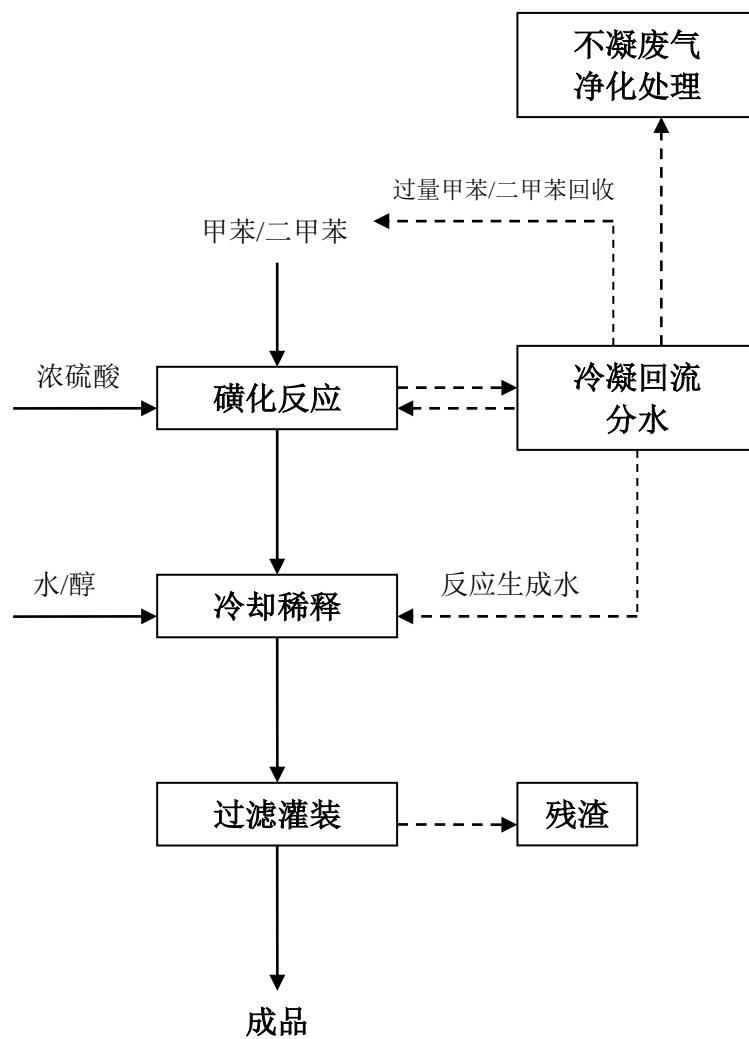 不凝废气
净化处理
过量甲苯/二甲苯回收
甲苯/二甲苯
浓硫酸
磺化反应
冷凝回流
分水
水/醇
冷却稀释
反应生成水
过滤灌装
残渣
成品